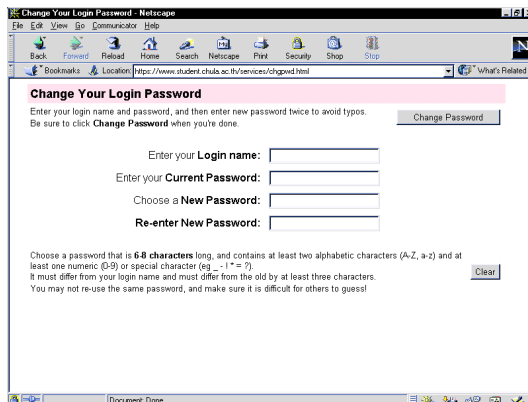 Change Your Login Password - Netscape
File Edit View Go Communicator Help
Back Forward Reload Home Search Netscape Print Security Shop Stop
Bookmarks Location: https://www.student.chula.ac.th/services/chgpwd.html What's Related
Change Your Login Password
Enter your login name and password, and then enter new password twice to avoid typos.
Be sure to click Change Password when you're done.
Change Password
Enter your Login name:
Enter your Current Password:
Choose a New Password:
Re-enter New Password:
Choose a password that is 6-8 characters long, and contains at least two alphabetic characters (A-Z, a-z) and at
least one numeric (0-9) or special character (eg _ - ! * = ?).
It must differ from your login name and must differ from the old by at least three characters.
You may not re-use the same password, and make sure it is difficult for others to guess!
Clear
Document: Done